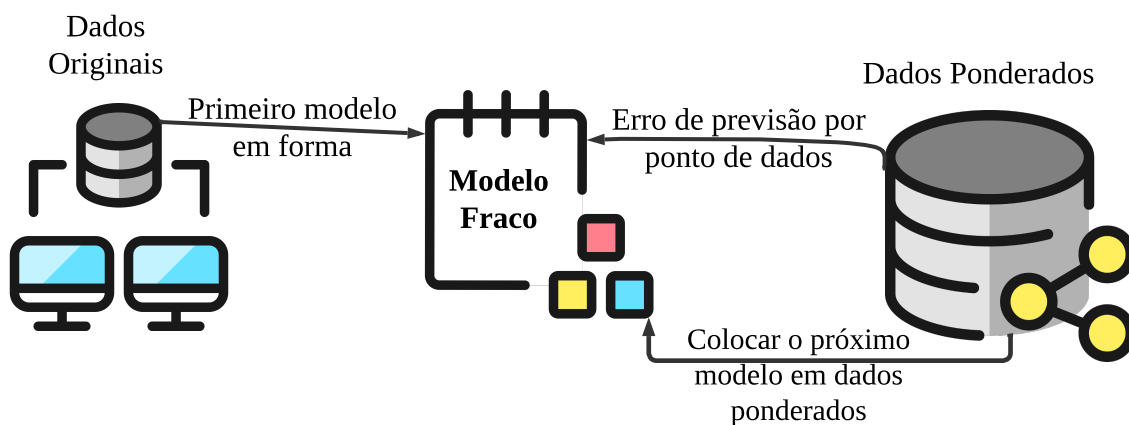 Dados
Originais
Primeiro modelo
em forma
Modelo
Fraco
Erro de previsão por
ponto de dados
Dados Ponderados
Colocar o próximo
modelo em dados
ponderados